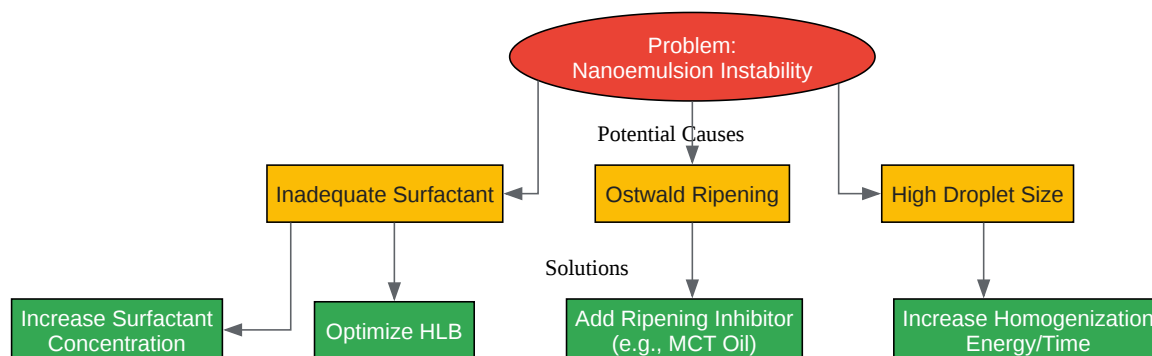 Problem:
Nanoemulsion Instability
Potential Causes
Inadequate Surfactant
Ostwald Ripening
High Droplet Size
Solutions
Increase Surfactant
Concentration
Optimize HLB
Add Ripening Inhibitor
(e.g., MCT Oil)
Increase Homogenization
Energy/Time